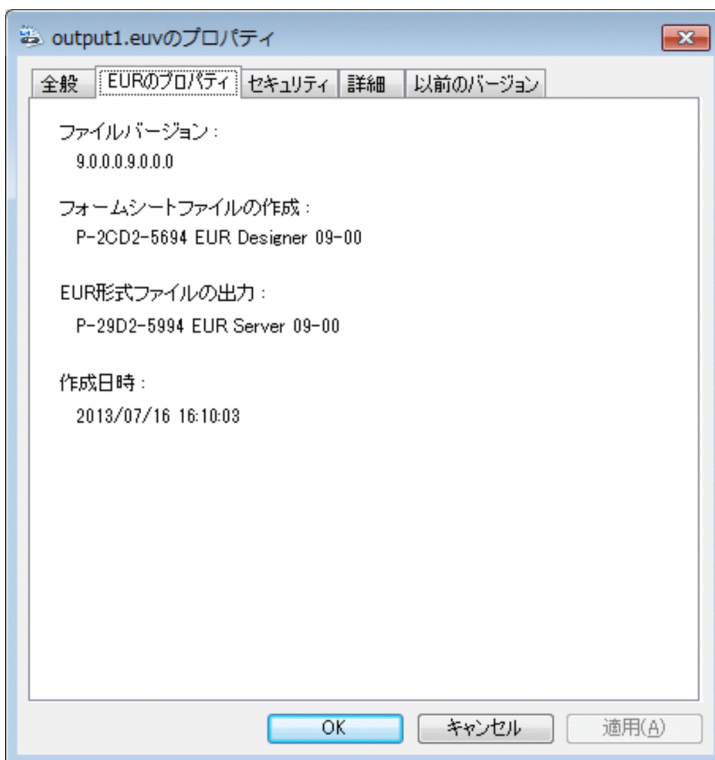 output1.euvのプロパティ
全般 EURのプロパティ セキュリティ 詳細 以前のバージョン
ファイルバージョン：
9.0.0.0.9.0.0.0
フォームシートファイルの作成：
P-2CD2-5694 EUR Designer 09-00
EUR形式ファイルの出力：
P-29D2-5994 EUR Server 09-00
作成日時：
2013/07/16 16:10:03
OK キャンセル 適用(A)